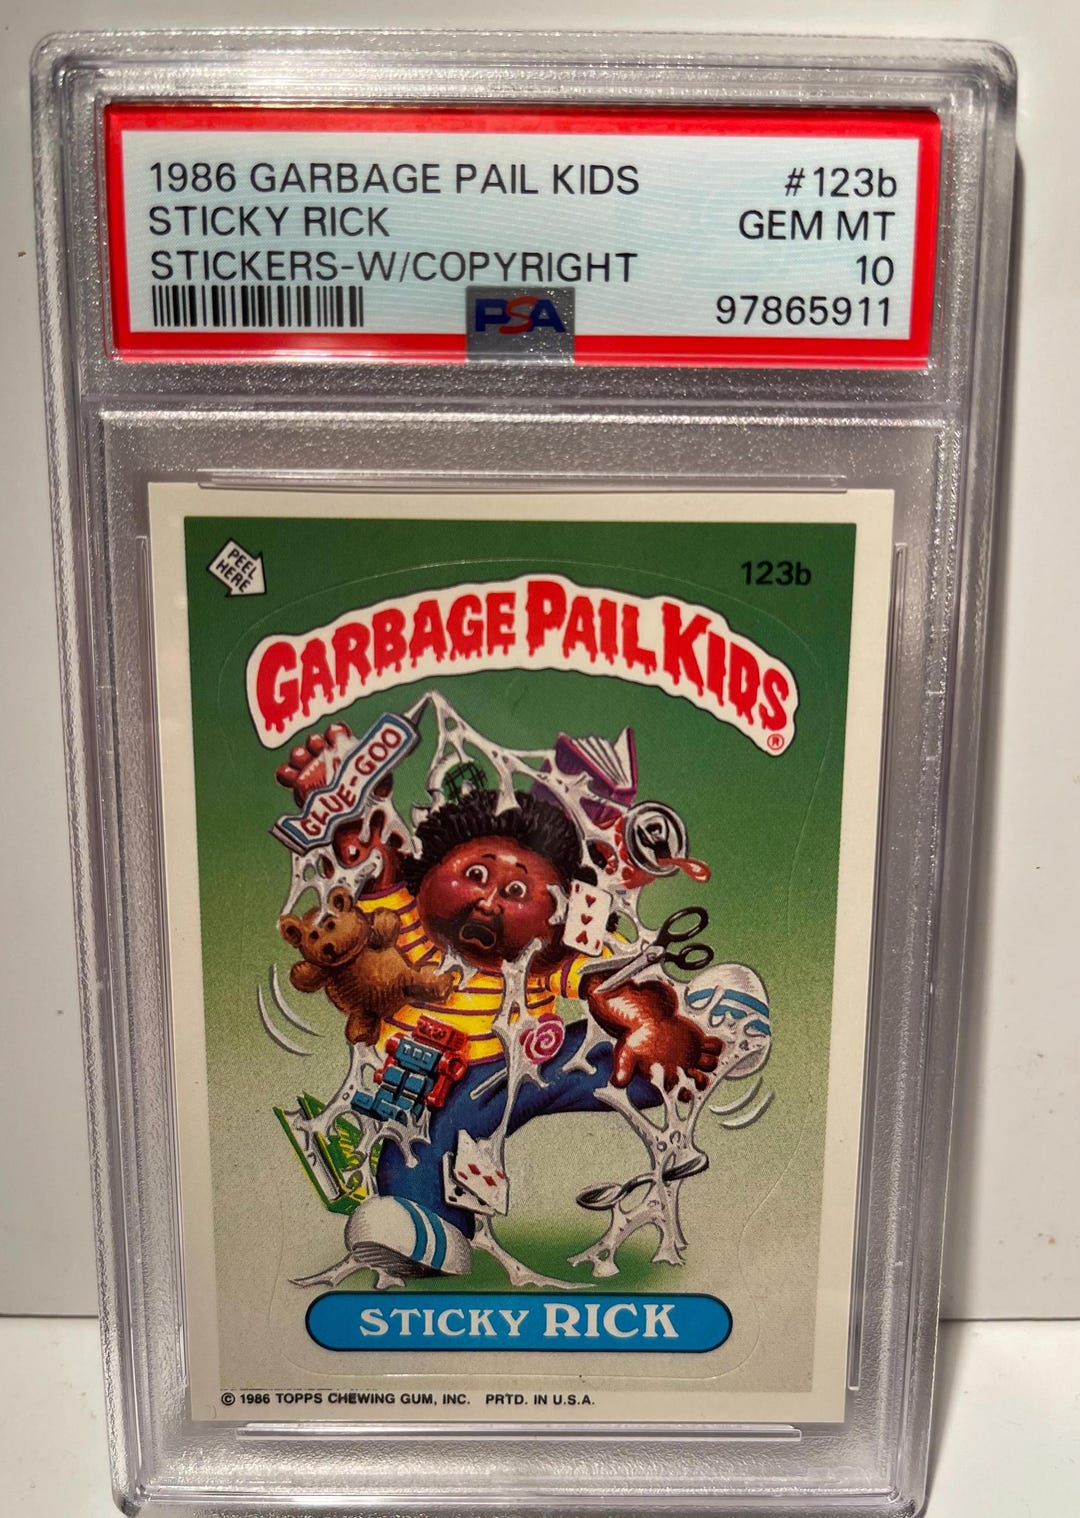 1986 GARBAGE PAIL KIDS #123b
STICKY RICK GEM MT
STICKERS-W/COPYRIGHT 10
PSA 97865911
PEEL HERE
123b
GARBAGE PAIL KIDS®
GLUE-GOO
STICKY RICK
© 1986 TOPPS CHEWING GUM, INC. PRTD. IN U.S.A.